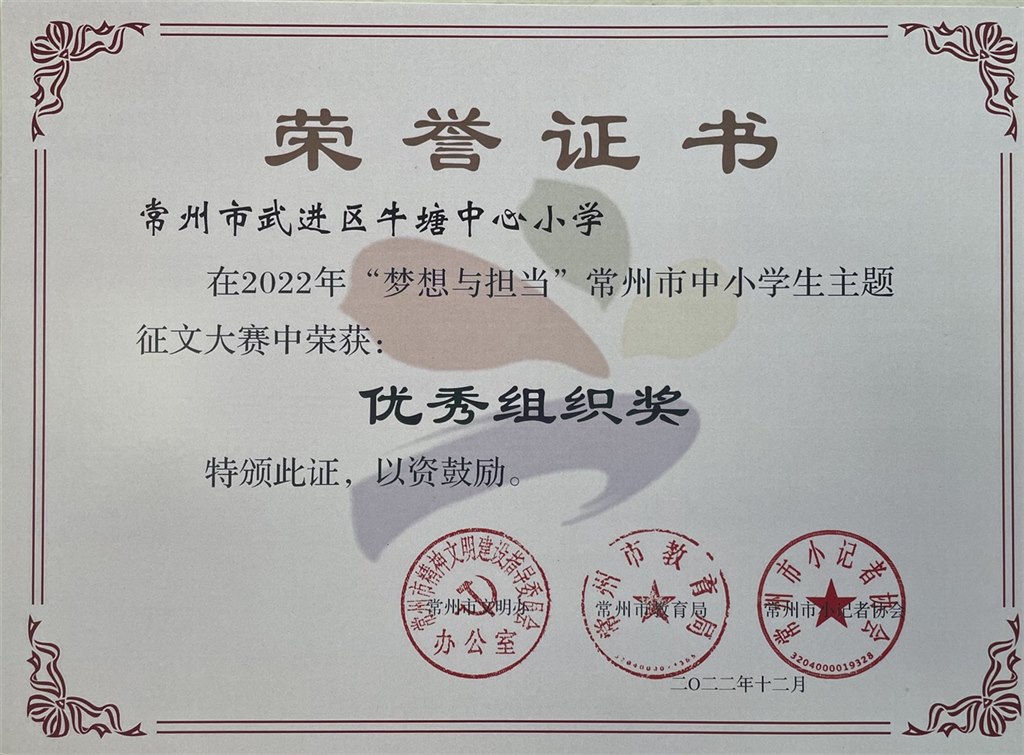 荣誉证书
常州市武进区牛塘中心小学
在2022年“梦想与担当”常州市中小学生主题
征文大赛中荣获：
优秀组织奖
特颁此证，以资鼓励。
常州市精神文明建设指导委员会
办公室
常州市教育局
常州市小记者协会
3204000019328
常州市文明办
常州市教育局
常州市小记者协会
二〇二二年十二月